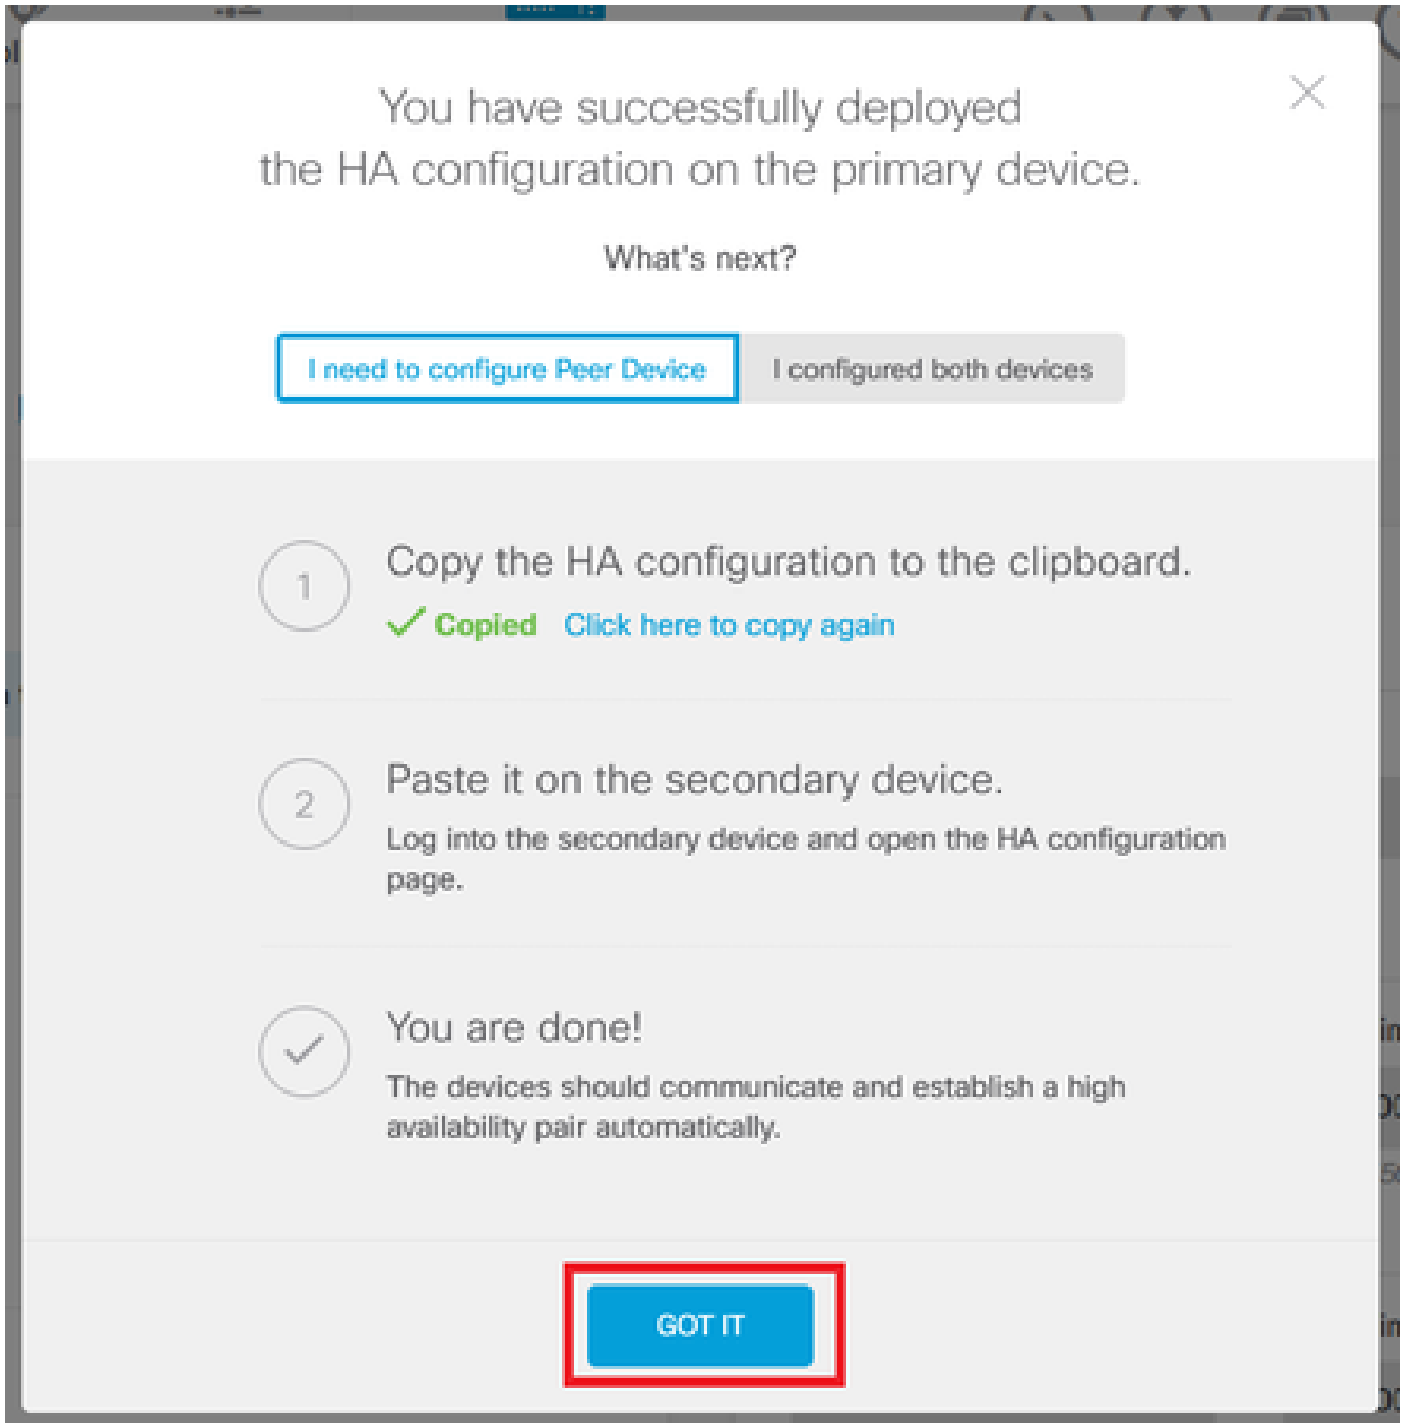 You have successfully deployed
the HA configuration on the primary device.
What's next?
I need to configure Peer Device
I configured both devices
1
Copy the HA configuration to the clipboard.
Copied Click here to copy again
2
Paste it on the secondary device.
Log into the secondary device and open the HA configuration
page.
You are done!
The devices should communicate and establish a high
availability pair automatically.
GOT IT